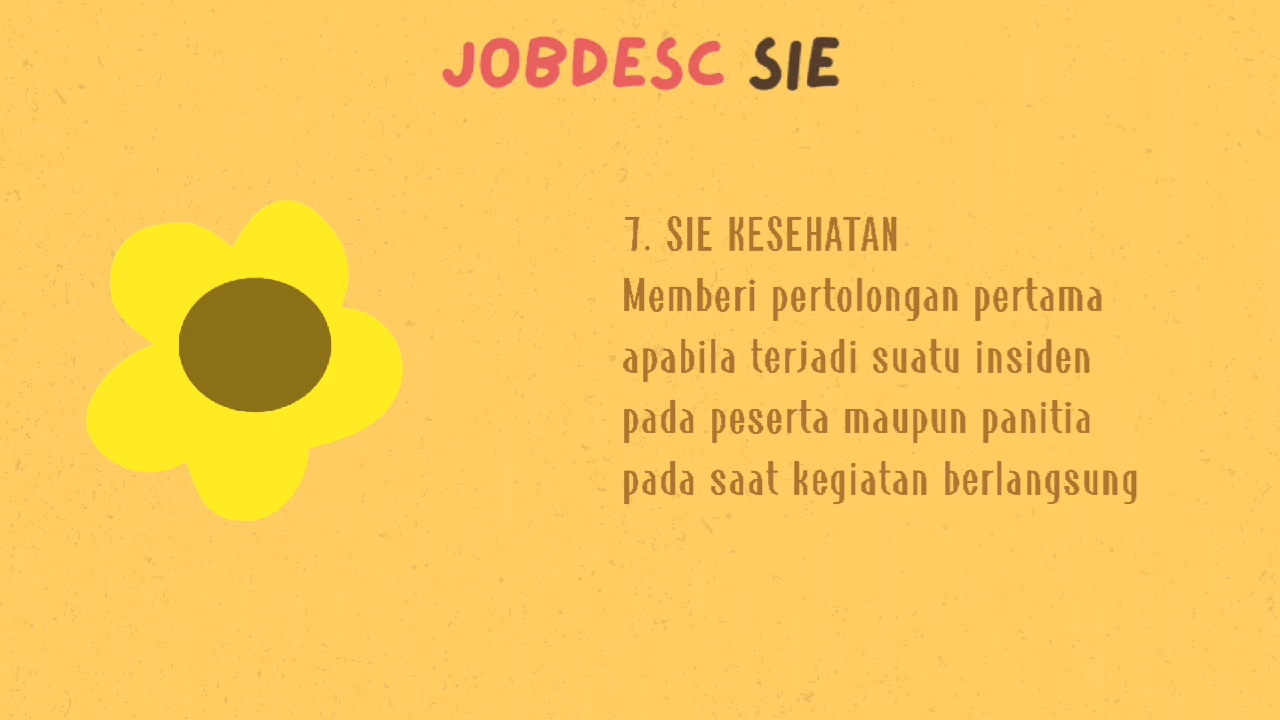 JOBDESC SIE
7. SIE KESEHATAN
Memberi pertolongan pertama
apabila terjadi suatu insiden
pada peserta maupun panitia
pada saat kegiatan berlangsung